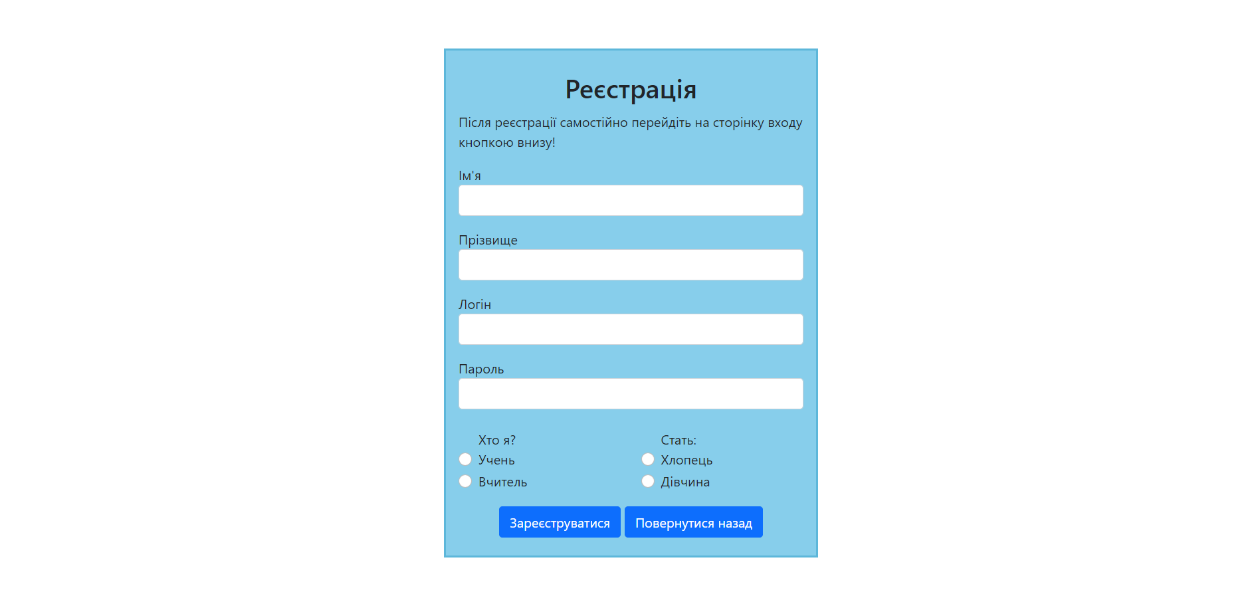 Реєстрація
Після реєстрації самостійно перейдіть на сторінку входу
кнопкою внизу!
Ім'я
Прізвище
Логін
Пароль
Хто я?
Учень
Вчитель
Стать:
Хлопець
Дівчина
Зареєструватися
Повернутися назад